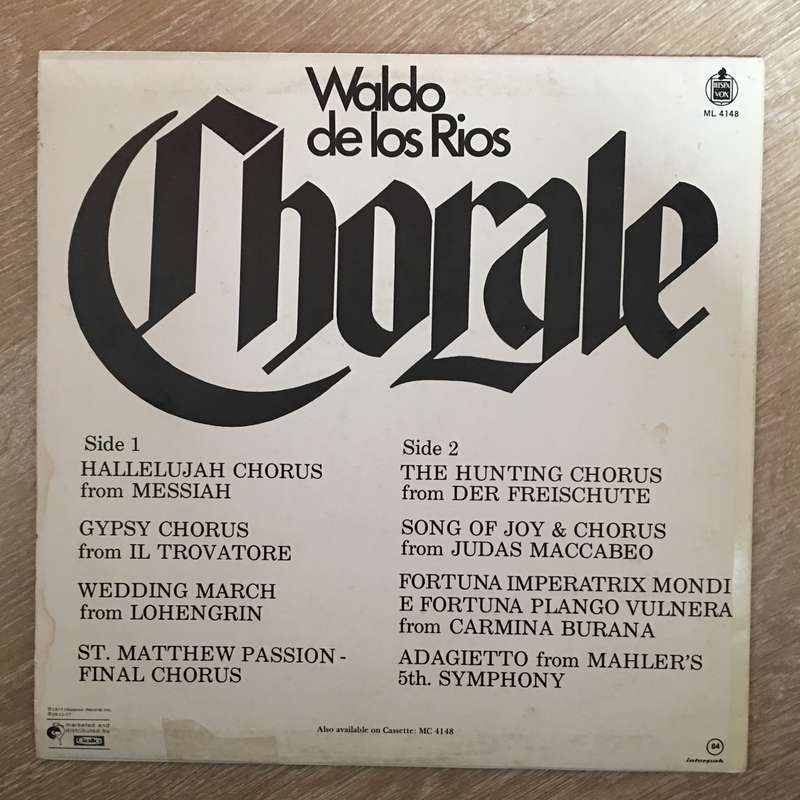 Waldo
de los Rios
HISPAVOX
ML 4148
Chorale
Side 1
HALLELUJAH CHORUS
from MESSIAH
GYPSY CHORUS
from IL TROVATORE
WEDDING MARCH
from LOHENGRIN
ST. MATTHEW PASSION -
FINAL CHORUS
Side 2
THE HUNTING CHORUS
from DER FREISCHUTE
SONG OF JOY & CHORUS
from JUDAS MACCABEO
FORTUNA IMPERATRIX MONDI
E FORTUNA PLANGO VULNERA
from CARMINA BURANA
ADAGIETTO from MAHLER'S
5th. SYMPHONY
marketed and
distributed by
Gallo
Also available on Cassette: MC 4148
84
interpak